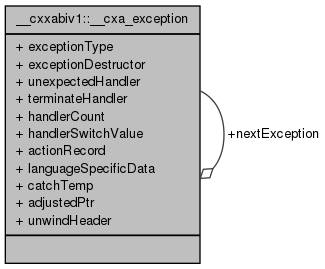 __cxxabiv1::__cxa_exception
+ exceptionType
+ exceptionDestructor
+ unexpectedHandler
+ terminateHandler
+ handlerCount
+ handlerSwitchValue
+ actionRecord
+ languageSpecificData
+ catchTemp
+ adjustedPtr
+ unwindHeader
+nextException